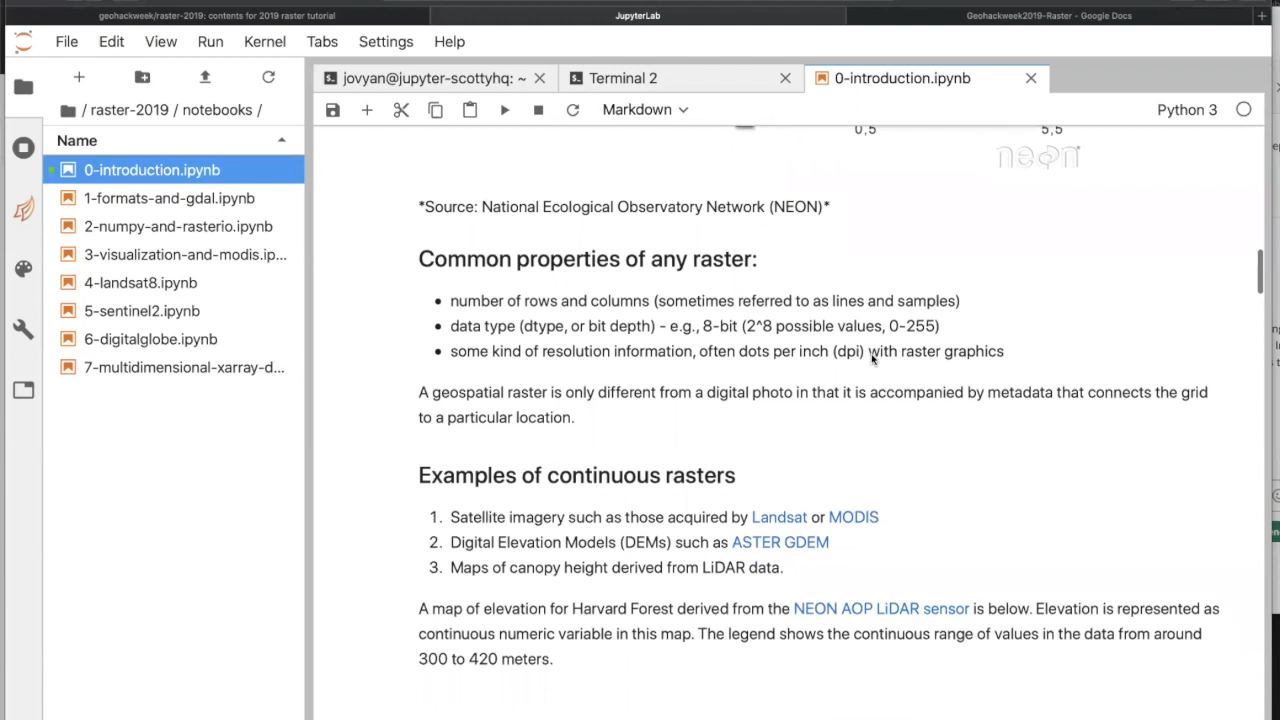 geohackweek/raster-2019: contents for 2019 raster tutorial
JupyterLab
Geohackweek2019-Raster - Google Docs
File Edit View Run Kernel Tabs Settings Help
jovyan@jupyter-scottyhq: ~
Terminal 2
0-introduction.ipynb
/ raster-2019 / notebooks /
Markdown
Python 3
Name
0-introduction.ipynb
1-formats-and-gdal.ipynb
2-numpy-and-rasterio.ipynb
3-visualization-and-modis.ip...
4-landsat8.ipynb
5-sentinel2.ipynb
6-digitalglobe.ipynb
7-multidimensional-xarray-d...
0,5 5,5
neon
*Source: National Ecological Observatory Network (NEON)*
Common properties of any raster:
• number of rows and columns (sometimes referred to as lines and samples)
• data type (dtype, or bit depth) - e.g., 8-bit (2^8 possible values, 0-255)
• some kind of resolution information, often dots per inch (dpi) with raster graphics
A geospatial raster is only different from a digital photo in that it is accompanied by metadata that connects the grid
to a particular location.
Examples of continuous rasters
1. Satellite imagery such as those acquired by Landsat or MODIS
2. Digital Elevation Models (DEMs) such as ASTER GDEM
3. Maps of canopy height derived from LiDAR data.
A map of elevation for Harvard Forest derived from the NEON AOP LiDAR sensor is below. Elevation is represented as
continuous numeric variable in this map. The legend shows the continuous range of values in the data from around
300 to 420 meters.